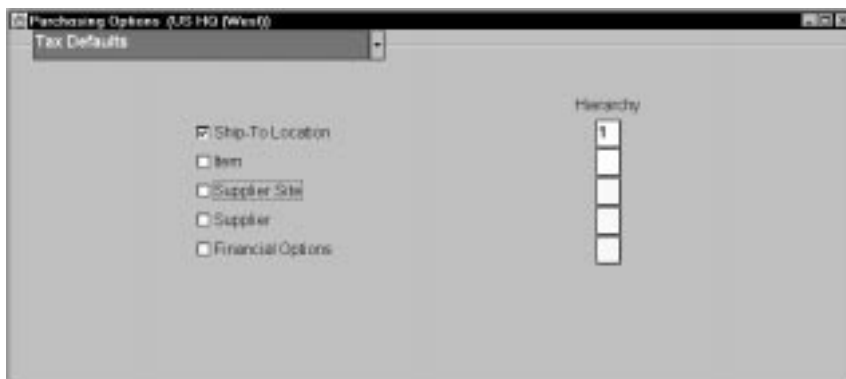 Purchasing Options (US HQ (West))
Tax Defaults
Hierarchy
Ship-To Location 1
Item
Supplier Site
Supplier
Financial Options